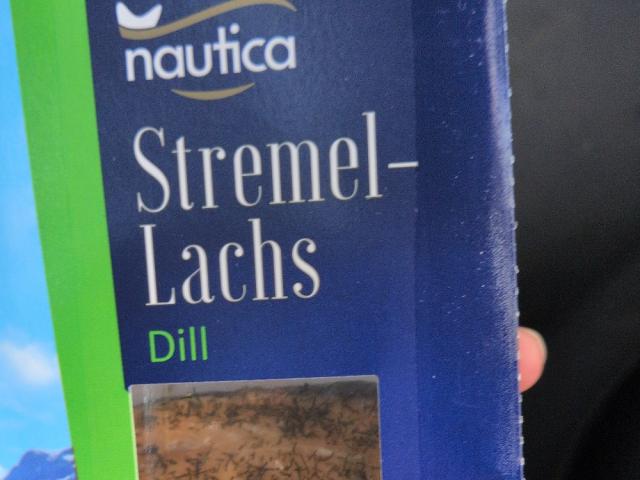 nautica
Stremel-
Lachs
Dill